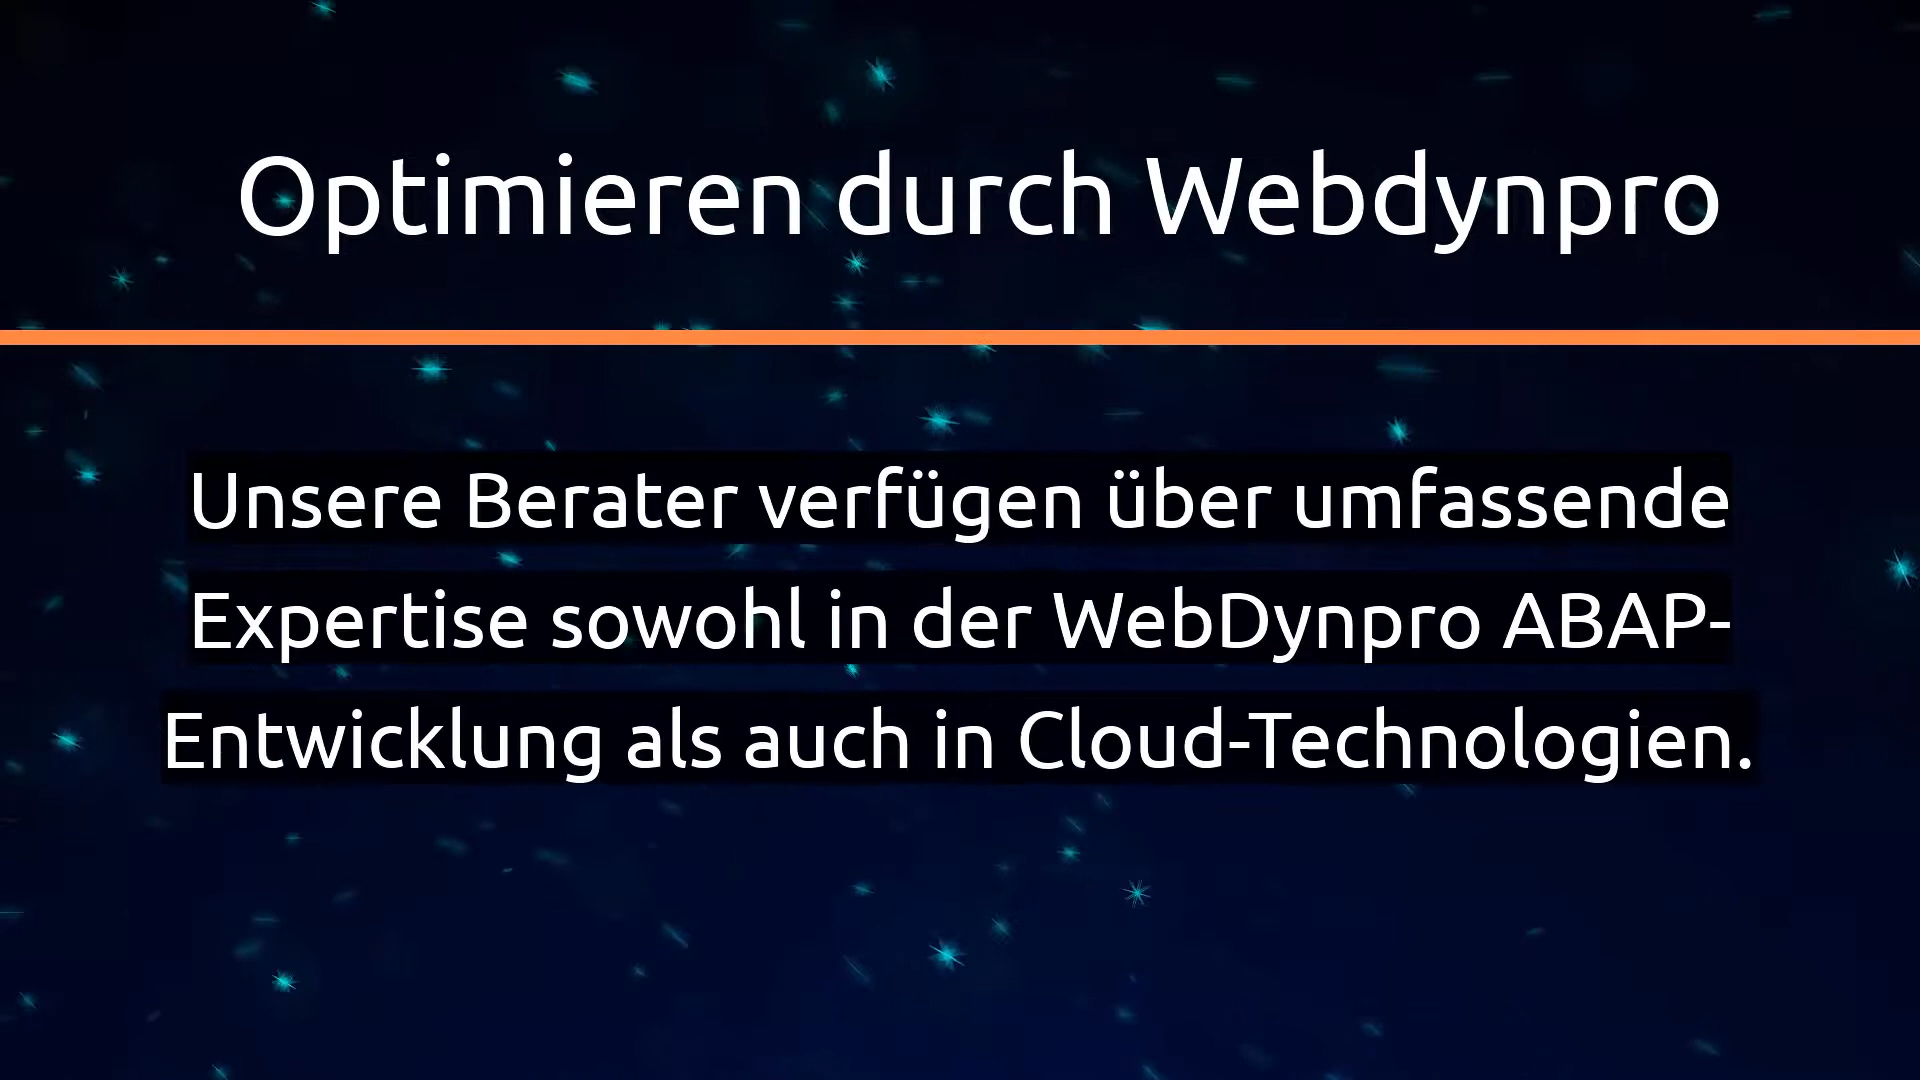 Optimieren durch Webdynpro
Unsere Berater verfügen über umfassende
Expertise sowohl in der WebDynpro ABAP-
Entwicklung als auch in Cloud-Technologien.